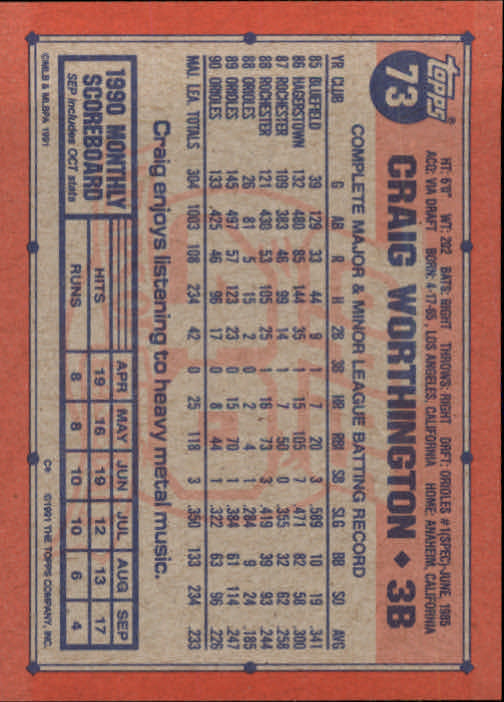 Topps®
73
CRAIG WORTHINGTON ♦ 3B
HT: 6'0" WT: 202 BATS: RIGHT THROWS: RIGHT DRFT: ORIOLES #1(SPEC)-JUNE, 1985
ACQ: VIA DRAFT BORN: 4-17-65, LOS ANGELES, CALIFORNIA HOME: ANAHEIM, CALIFORNIA
COMPLETE MAJOR & MINOR LEAGUE BATTING RECORD
YR CLUB G AB R H 2B 3B HR RBI SB SLG BB SO AVG
85 BLUEFIELD 39 129 33 44 9 1 7 20 3 .589 10 19 .341
86 HAGERSTOWN 132 480 85 144 35 1 15 105 7 .471 82 58 .300
87 ROCHESTER 109 383 46 99 14 1 7 50 0 .355 32 62 .258
88 ROCHESTER 121 430 53 105 25 1 16 73 3 .419 39 93 .244
88 ORIOLES 26 81 5 15 2 0 2 4 1 .284 9 24 .185
89 ORIOLES 145 497 57 123 23 0 15 70 1 .384 61 114 .247
90 ORIOLES 133 .425 46 96 17 0 8 44 1 .322 63 96 .226
MAJ. LEA. TOTALS 304 1003 108 234 42 0 25 118 3 .350 133 234 .233
Craig enjoys listening to heavy metal music.
1990 MONTHLY
SCOREBOARD
SEP includes OCT stats
APR MAY JUN JUL AUG SEP
HITS 19 16 19 12 13 17
RUNS 8 8 10 10 6 4
©MLB & MLBPA 1991
C* ©1991 THE TOPPS COMPANY, INC.